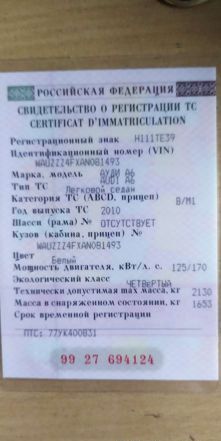 РОССИЙСКАЯ ФЕДЕРАЦИЯ
СВИДЕТЕЛЬСТВО О РЕГИСТРАЦИИ ТС
CERTIFICAT D'IMMATRICULATION
Регистрационный знак Н111ТЕ39
Идентификационный номер (VIN)
WAUZZZ4FXAN081493
Марка, модель АУДИ А6
AUDI A6
Тип ТС Легковой седан
Категория ТС (ABCD, прицеп) B/M1
Год выпуска ТС 2010
Шасси (рама) № ОТСУТСТВУЕТ
Кузов (кабина, прицеп) №
WAUZZZ4FXAN081493
Цвет
Белый
Мощность двигателя, кВт/л. с. 125/170
Экологический класс
ЧЕТВЕРТЫЙ
Технически допустимая max масса, кг 2130
Масса в снаряженном состоянии, кг 1653
Срок временной регистрации
ПТС: 77УК400831
99 27 694124